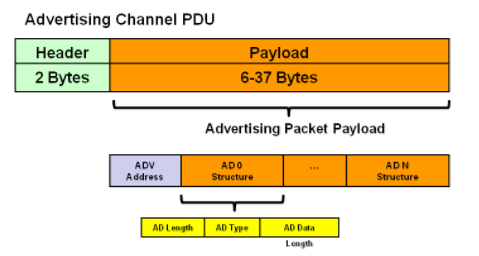 Advertising Channel PDU
Header Payload
2 Bytes 6-37 Bytes
Advertising Packet Payload
ADV Address AD 0 Structure ... AD N Structure
AD Length AD Type AD Data
Length